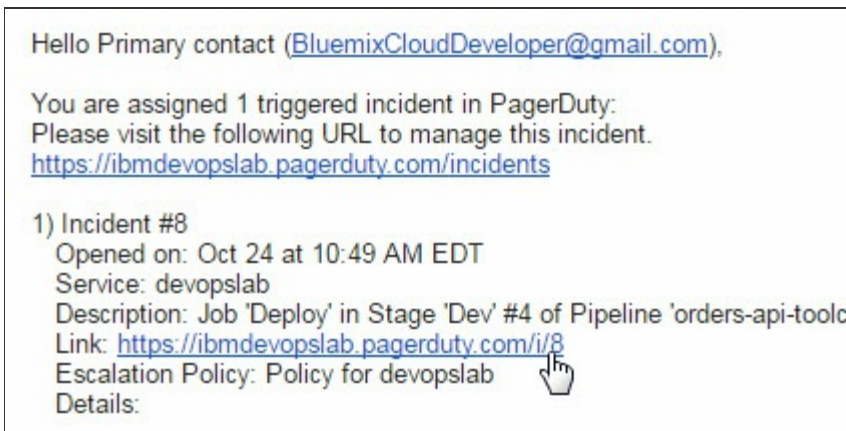 Hello Primary contact (BluemixCloudDeveloper@gmail.com),
You are assigned 1 triggered incident in PagerDuty:
Please visit the following URL to manage this incident.
https://ibmdevopslab.pagerduty.com/incidents
1) Incident #8
Opened on: Oct 24 at 10:49 AM EDT
Service: devopslab
Description: Job 'Deploy' in Stage 'Dev' #4 of Pipeline 'orders-api-toolc
Link: https://ibmdevopslab.pagerduty.com/i/8
Escalation Policy: Policy for devopslab
Details: